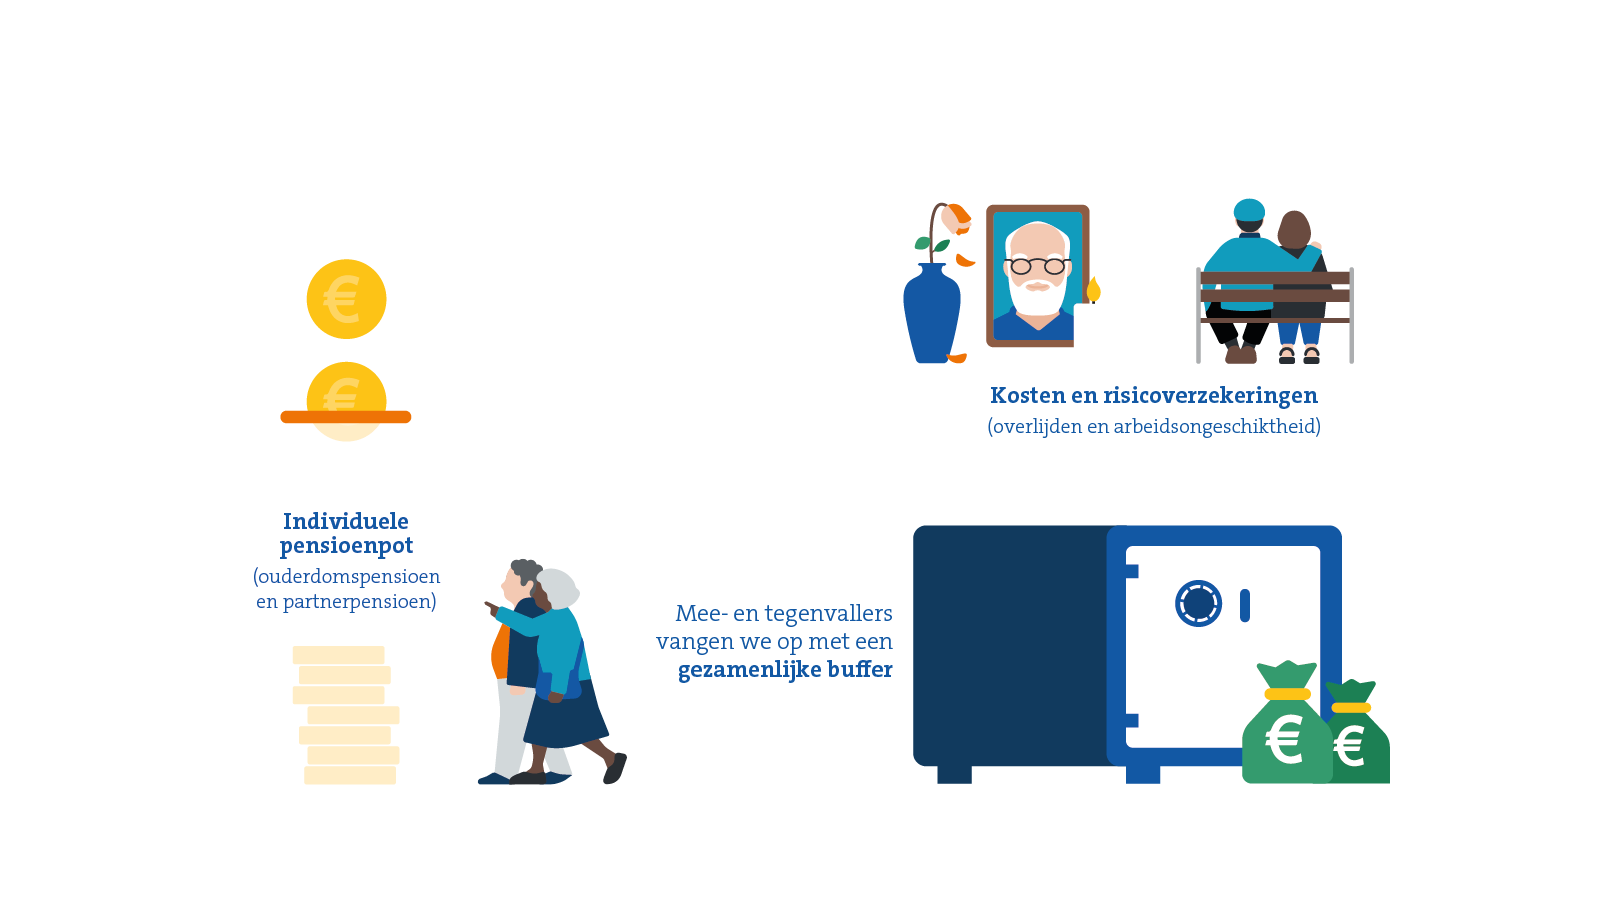 €
€
Individuele
pensioenpot
(ouderdomspensioen
en partnerpensioen)
Kosten en risicoverzekeringen
(overlijden en arbeidsongeschiktheid)
Mee- en tegenvallers
vangen we op met een
gezamenlijke buffer
€
€